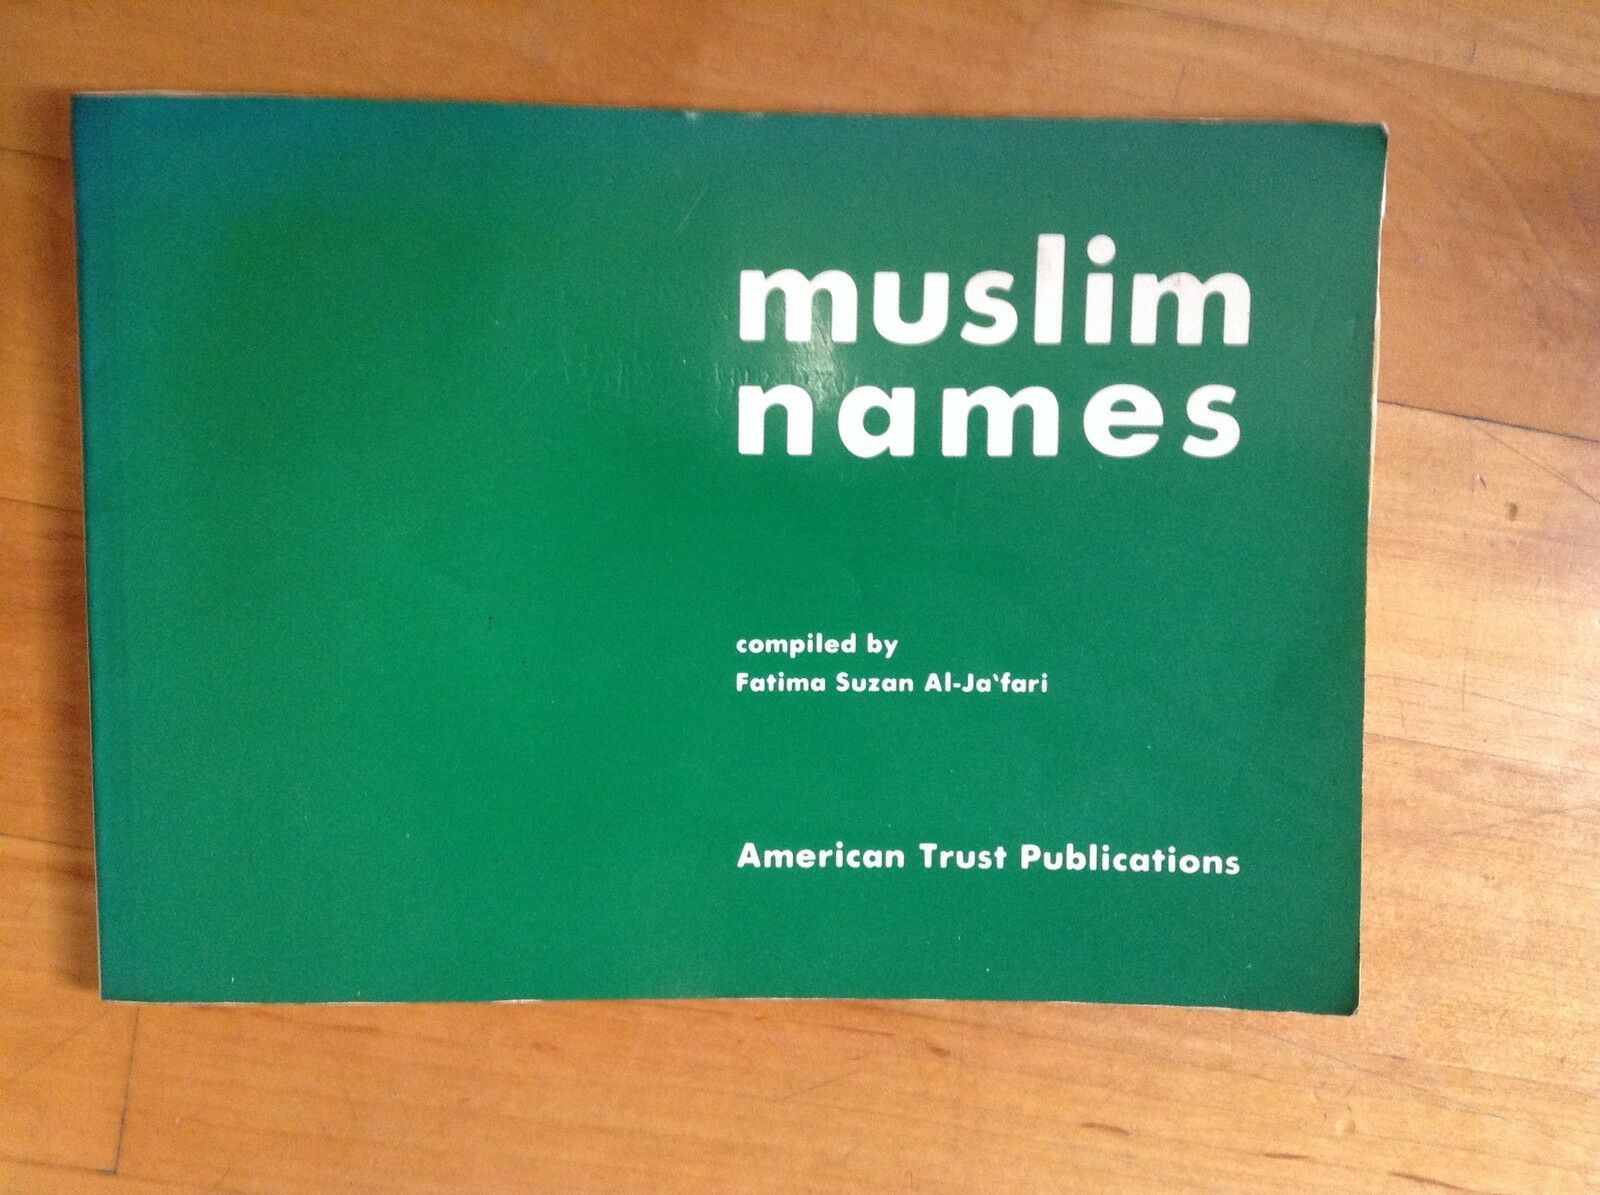 muslim
names
compiled by
Fatima Suzan Al-Ja‘fari
American Trust Publications